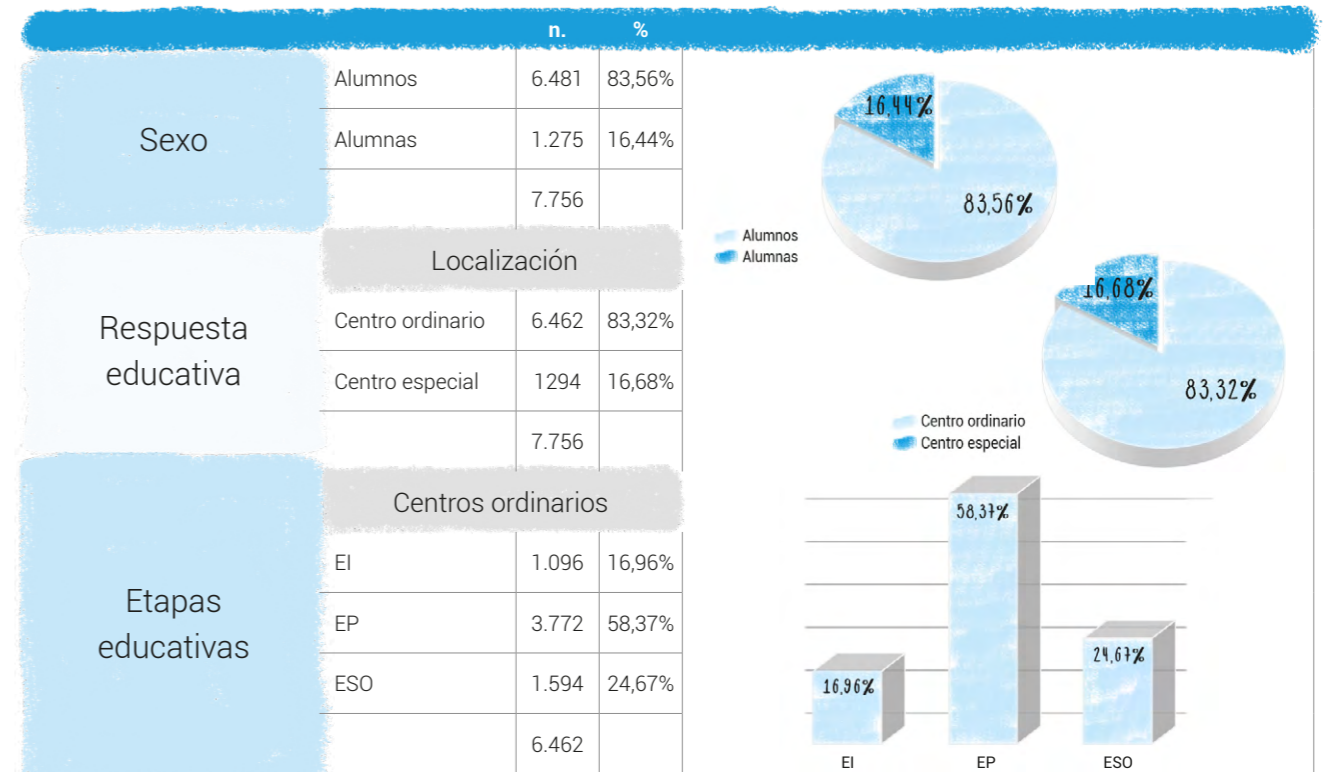 n. %
Sexo
Alumnos 6.481 83,56%
Alumnas 1.275 16,44%
7.756
Respuesta
educativa
Localización
Centro ordinario 6.462 83,32%
Centro especial 1294 16,68%
7.756
Etapas
educativas
Centros ordinarios
EI 1.096 16,96%
EP 3.772 58,37%
ESO 1.594 24,67%
6.462
16,44%
83,56%
Alumnos
Alumnas
16,68%
83,32%
Centro ordinario
Centro especial
58,37%
24,67%
16,96%
EI EP ESO